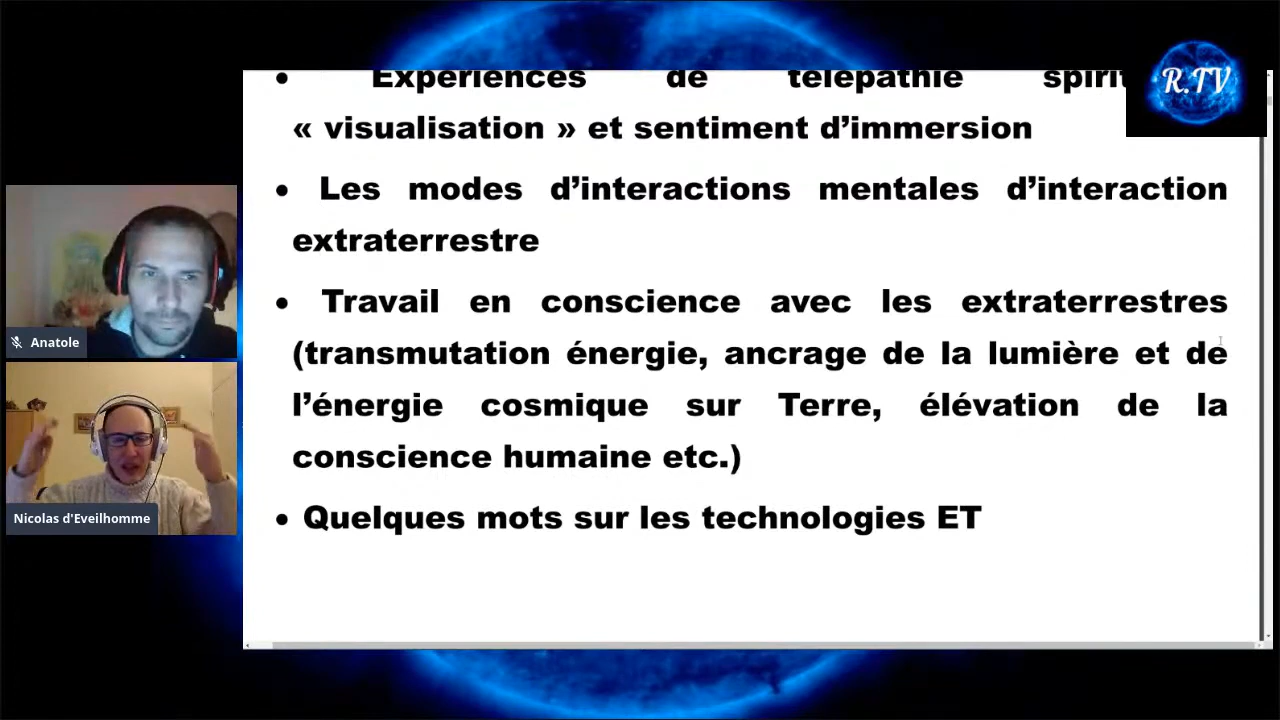 • Expériences de télépathie
« visualisation » et sentiment d’immersion
• Les modes d’interactions mentales d’interaction
extraterrestre
• Travail en conscience avec les extraterrestres
(transmutation énergie, ancrage de la lumière et de
l’énergie cosmique sur Terre, élévation de la
conscience humaine etc.)
• Quelques mots sur les technologies ET
R.TV
Anatole
Nicolas d'Eveilhomme